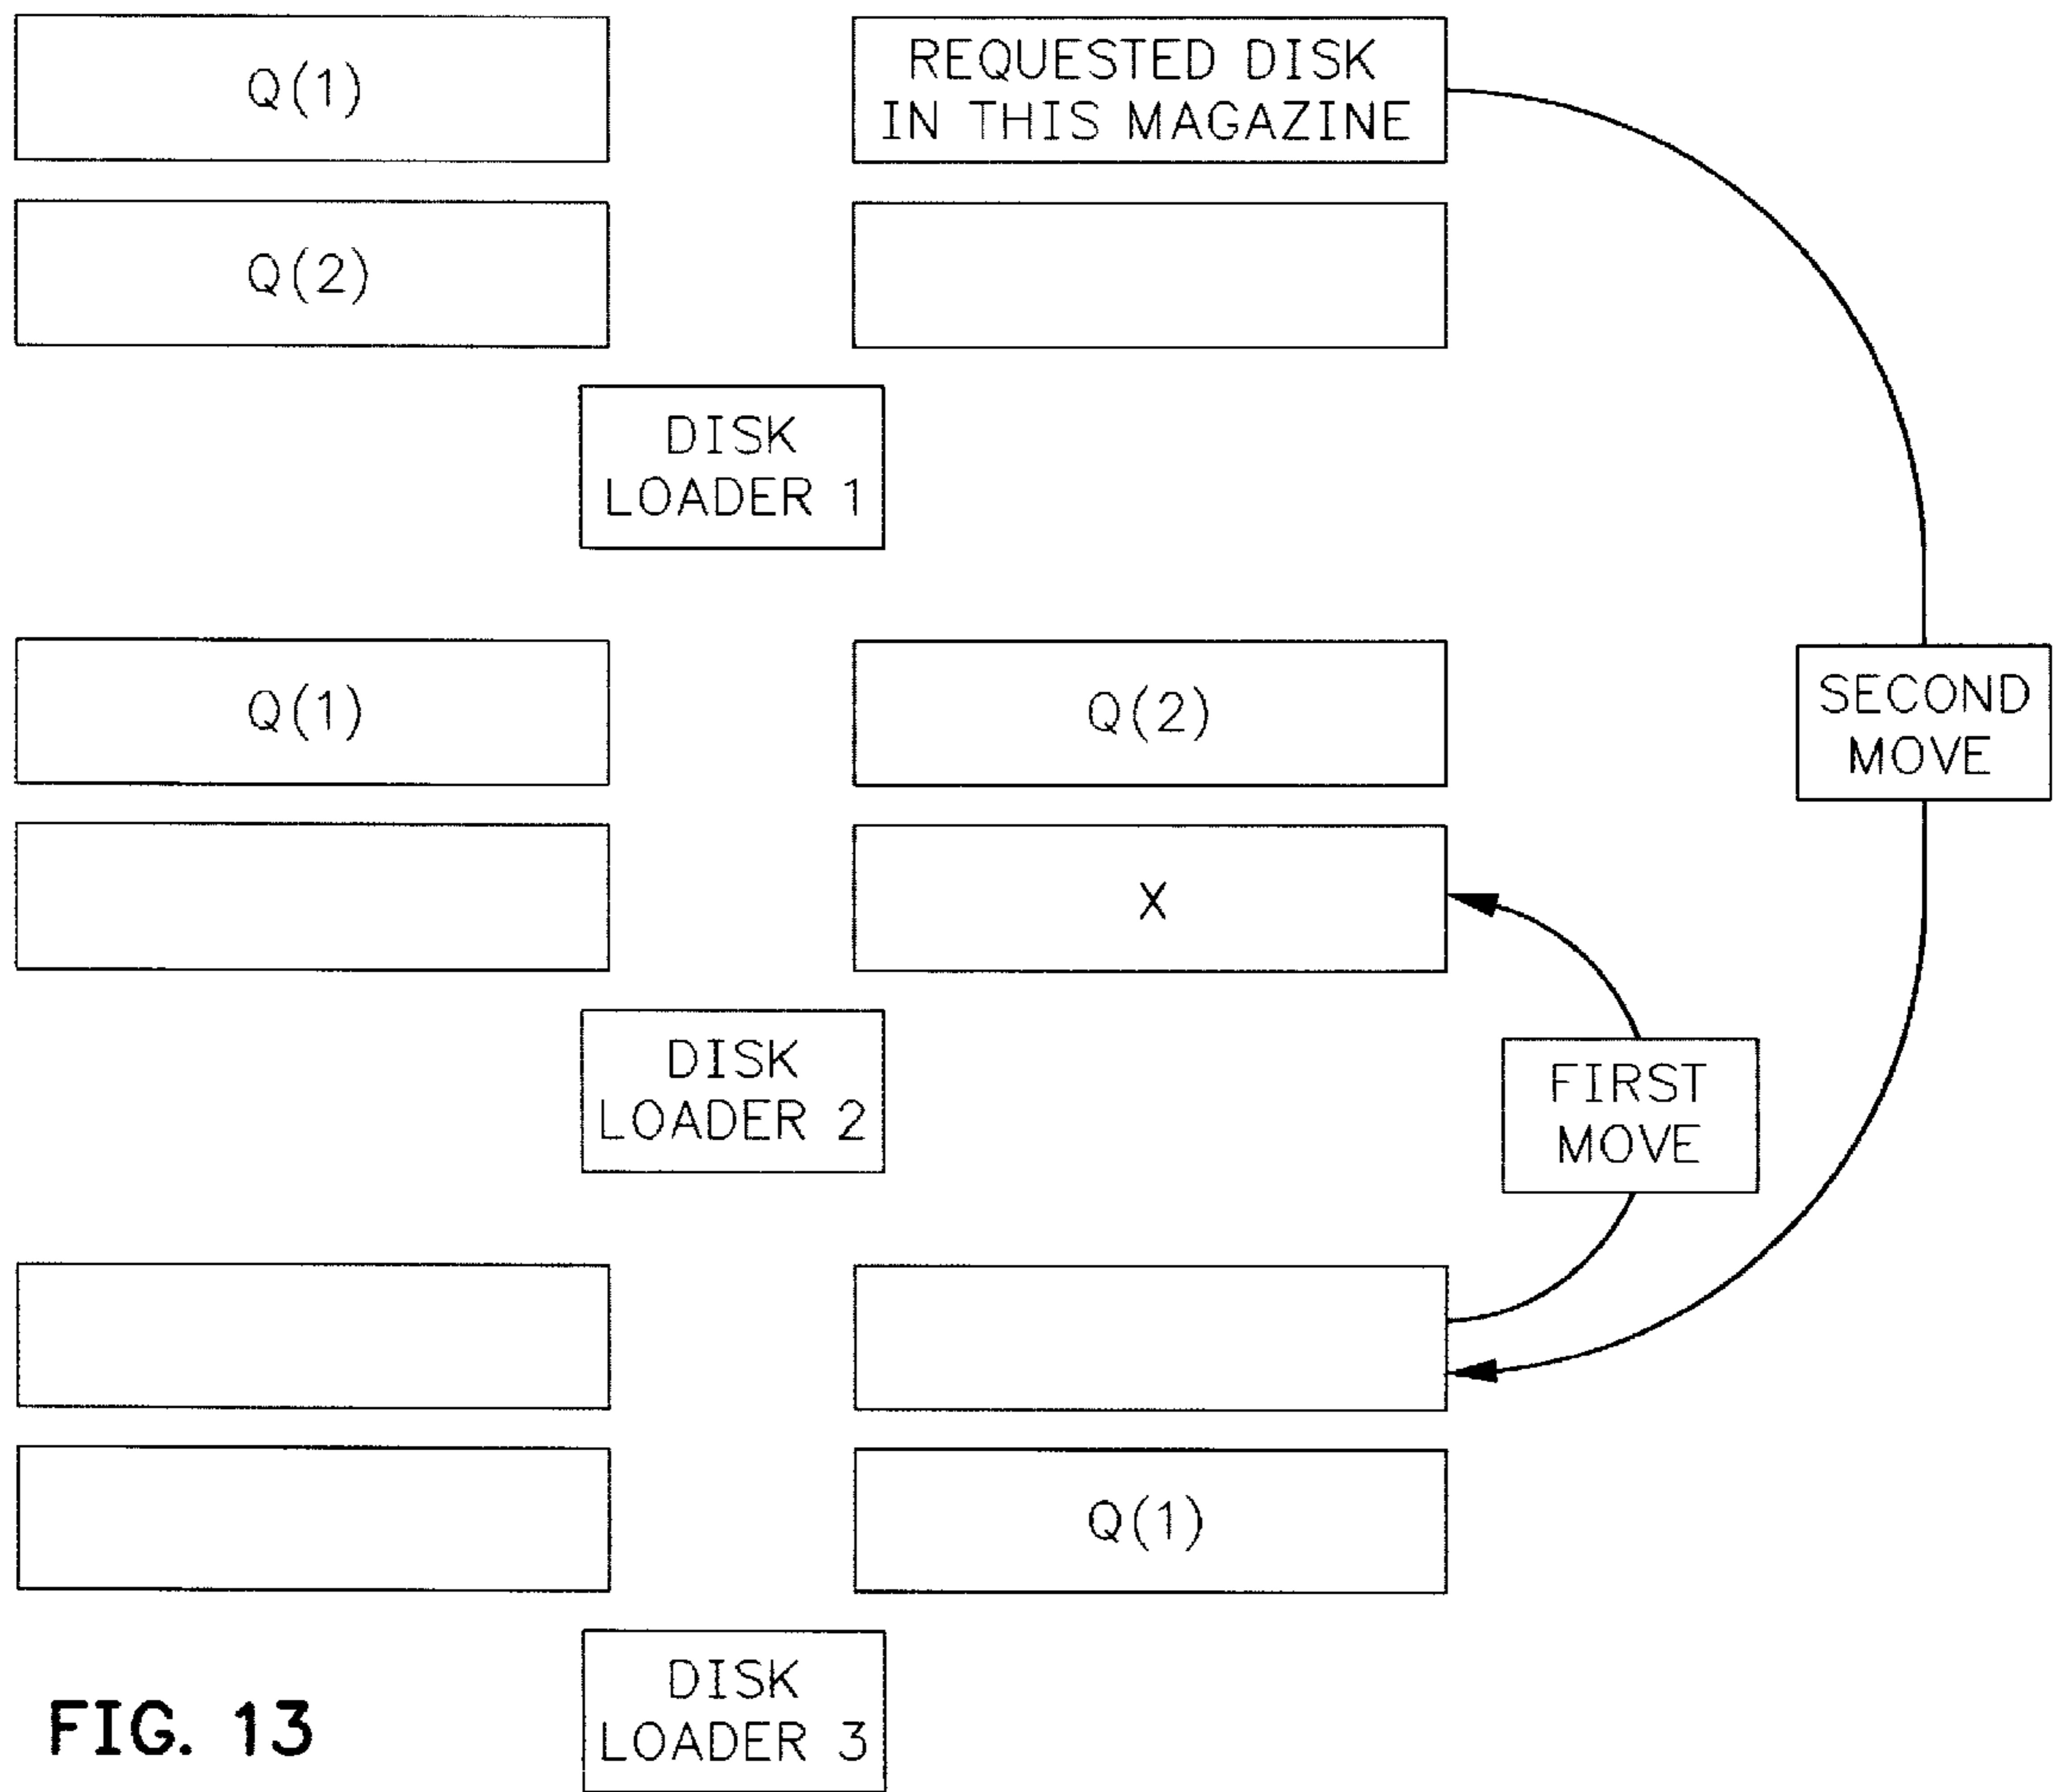 Q(1)
REQUESTED DISK
IN THIS MAGAZINE
Q(2)
DISK
LOADER 1
Q(1)
Q(2)
SECOND
MOVE
X
DISK
LOADER 2
FIRST
MOVE
Q(1)
DISK
LOADER 3
FIG. 13